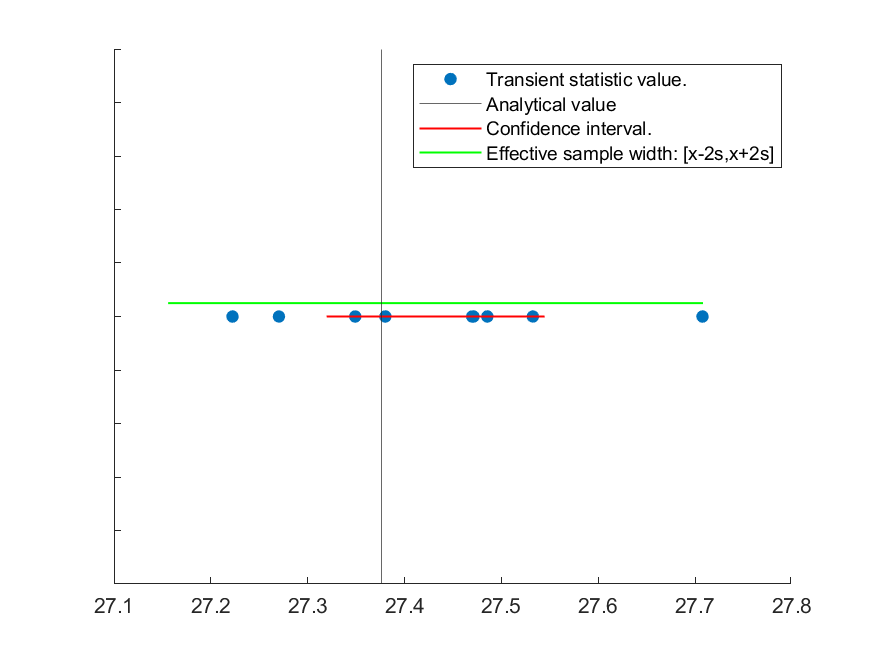 Transient statistic value.
Analytical value
Confidence interval.
Effective sample width: [x-2s,x+2s]
27.1 27.2 27.3 27.4 27.5 27.6 27.7 27.8